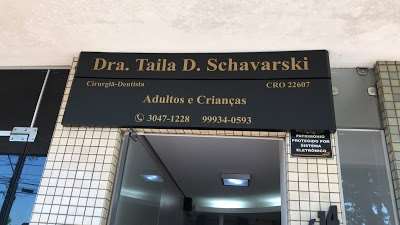 Dra. Taila D. Schavarski
Cirurgiã-Dentista CRO 22607
Adultos e Crianças
3047-1228 99934-0593
PATRIMÔNIO
PROTEGIDO POR
SISTEMA
ELETRÔNICO